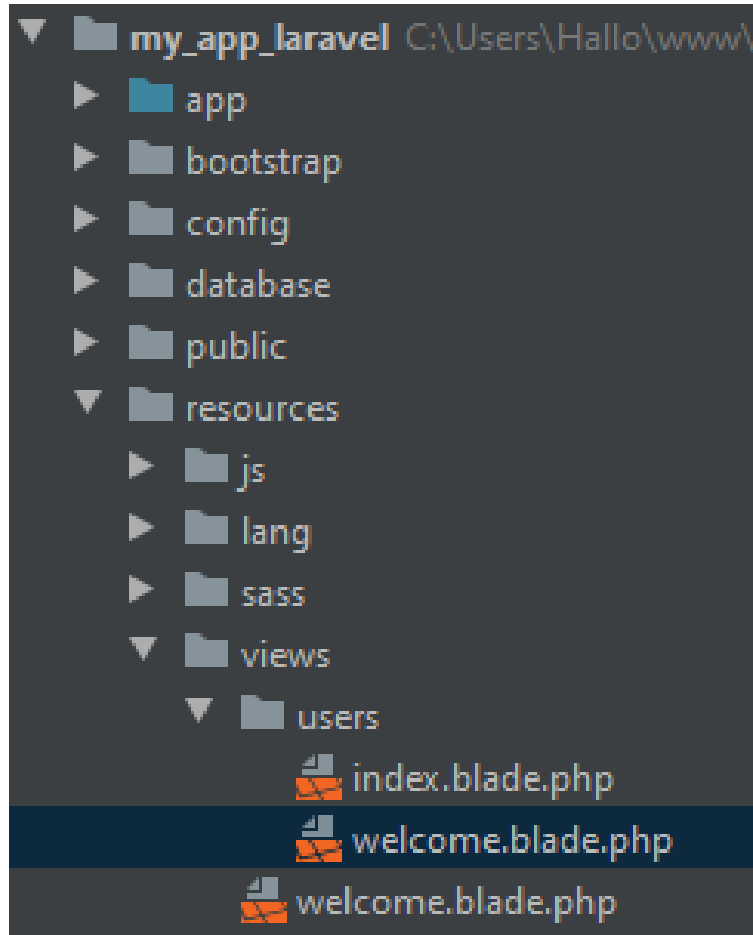 my_app_laravel C:\Users\Hallo\www\
app
bootstrap
config
database
public
resources
js
lang
sass
views
users
index.blade.php
welcome.blade.php
welcome.blade.php